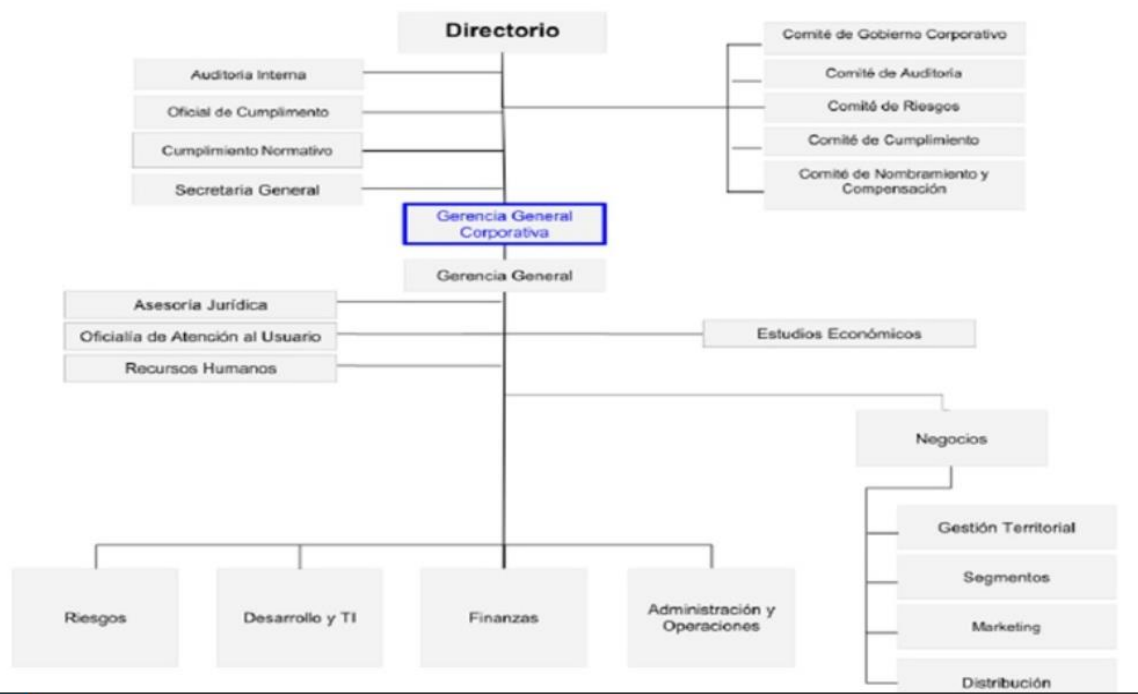 Directorio
Comité de Gobierno Corporativo
Auditoria Interna
Comité de Auditoria
Oficial de Cumplimento
Comité de Riesgos
Cumplimiento Normativo
Comité de Cumplimiento
Secretaria General
Comité de Nombramiento y
Compensación
Gerencia General
Corporativa
Gerencia General
Asesoría Jurídica
Oficialía de Atención al Usuario
Estudios Económicos
Recursos Humanos
Negocios
Gestión Territorial
Segmentos
Marketing
Distribución
Riesgos
Desarrollo y TI
Finanzas
Administración y
Operaciones